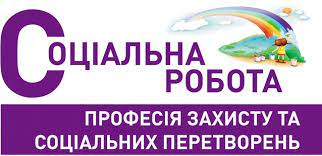 СОЦІАЛЬНА
РОБОТА
ПРОФЕСІЯ ЗАХИСТУ ТА
СОЦІАЛЬНИХ ПЕРЕТВОРЕНЬ